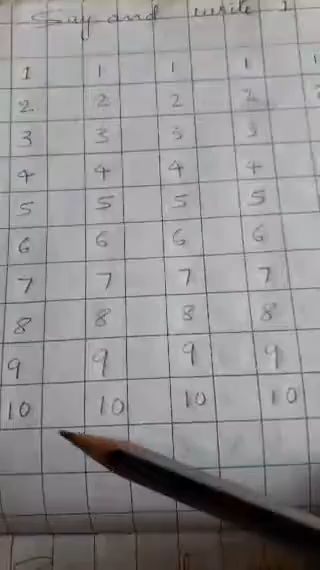 Say and write 1
1 1 1 1 1
2 2 2 2
3 3 3 3
4 4 4 4
5 5 5 5
6 6 6 6
7 7 7 7
8 8 8 8
9 9 9 9
10 10 10 10